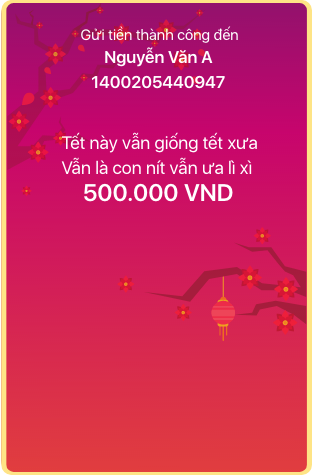 Gửi tiền thành công đến
Nguyễn Văn A
1400205440947
Tết này vẫn giống tết xưa
Vẫn là con nít vẫn ưa lì xì
500.000 VND